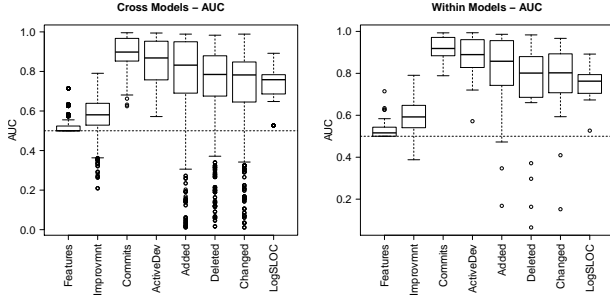 Cross Models – AUC
AUC
1.0
0.8
0.6
0.4
0.2
0.0
Features
Improvmnt
Commits
ActiveDev
Added
Deleted
Changed
LogSLOC
Within Models – AUC
AUC
1.0
0.8
0.6
0.4
0.2
Features
Improvmnt
Commits
ActiveDev
Added
Deleted
Changed
LogSLOC